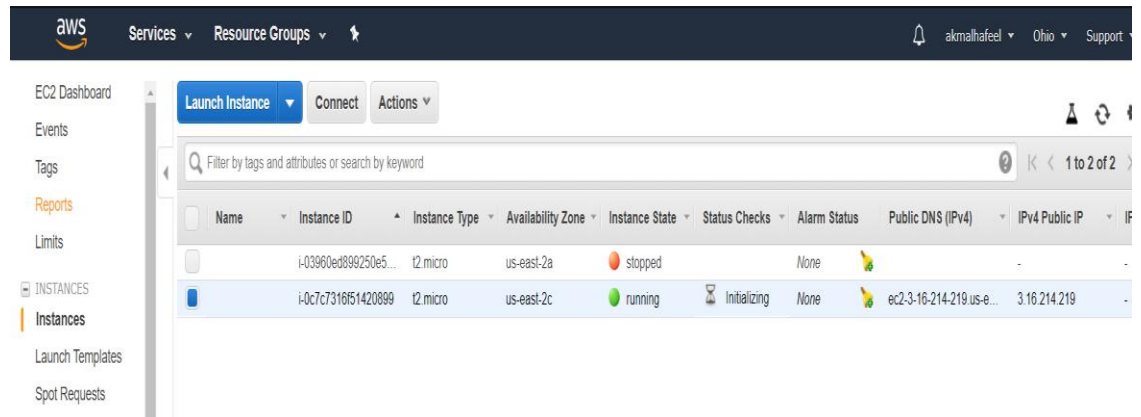 aws Services Resource Groups akmalhafeel Ohio Support
EC2 Dashboard
Events
Tags
Reports
Limits
INSTANCES
Instances
Launch Templates
Spot Requests
Launch Instance Connect Actions
Filter by tags and attributes or search by keyword 1 to 2 of 2
Name Instance ID Instance Type Availability Zone Instance State Status Checks Alarm Status Public DNS (IPv4) IPv4 Public IP
i-03960ed899250e5... t2.micro us-east-2a stopped None - -
i-0c7c7316f51420899 t2.micro us-east-2c running Initializing None ec2-3-16-214-219.us-e... 3.16.214.219 -